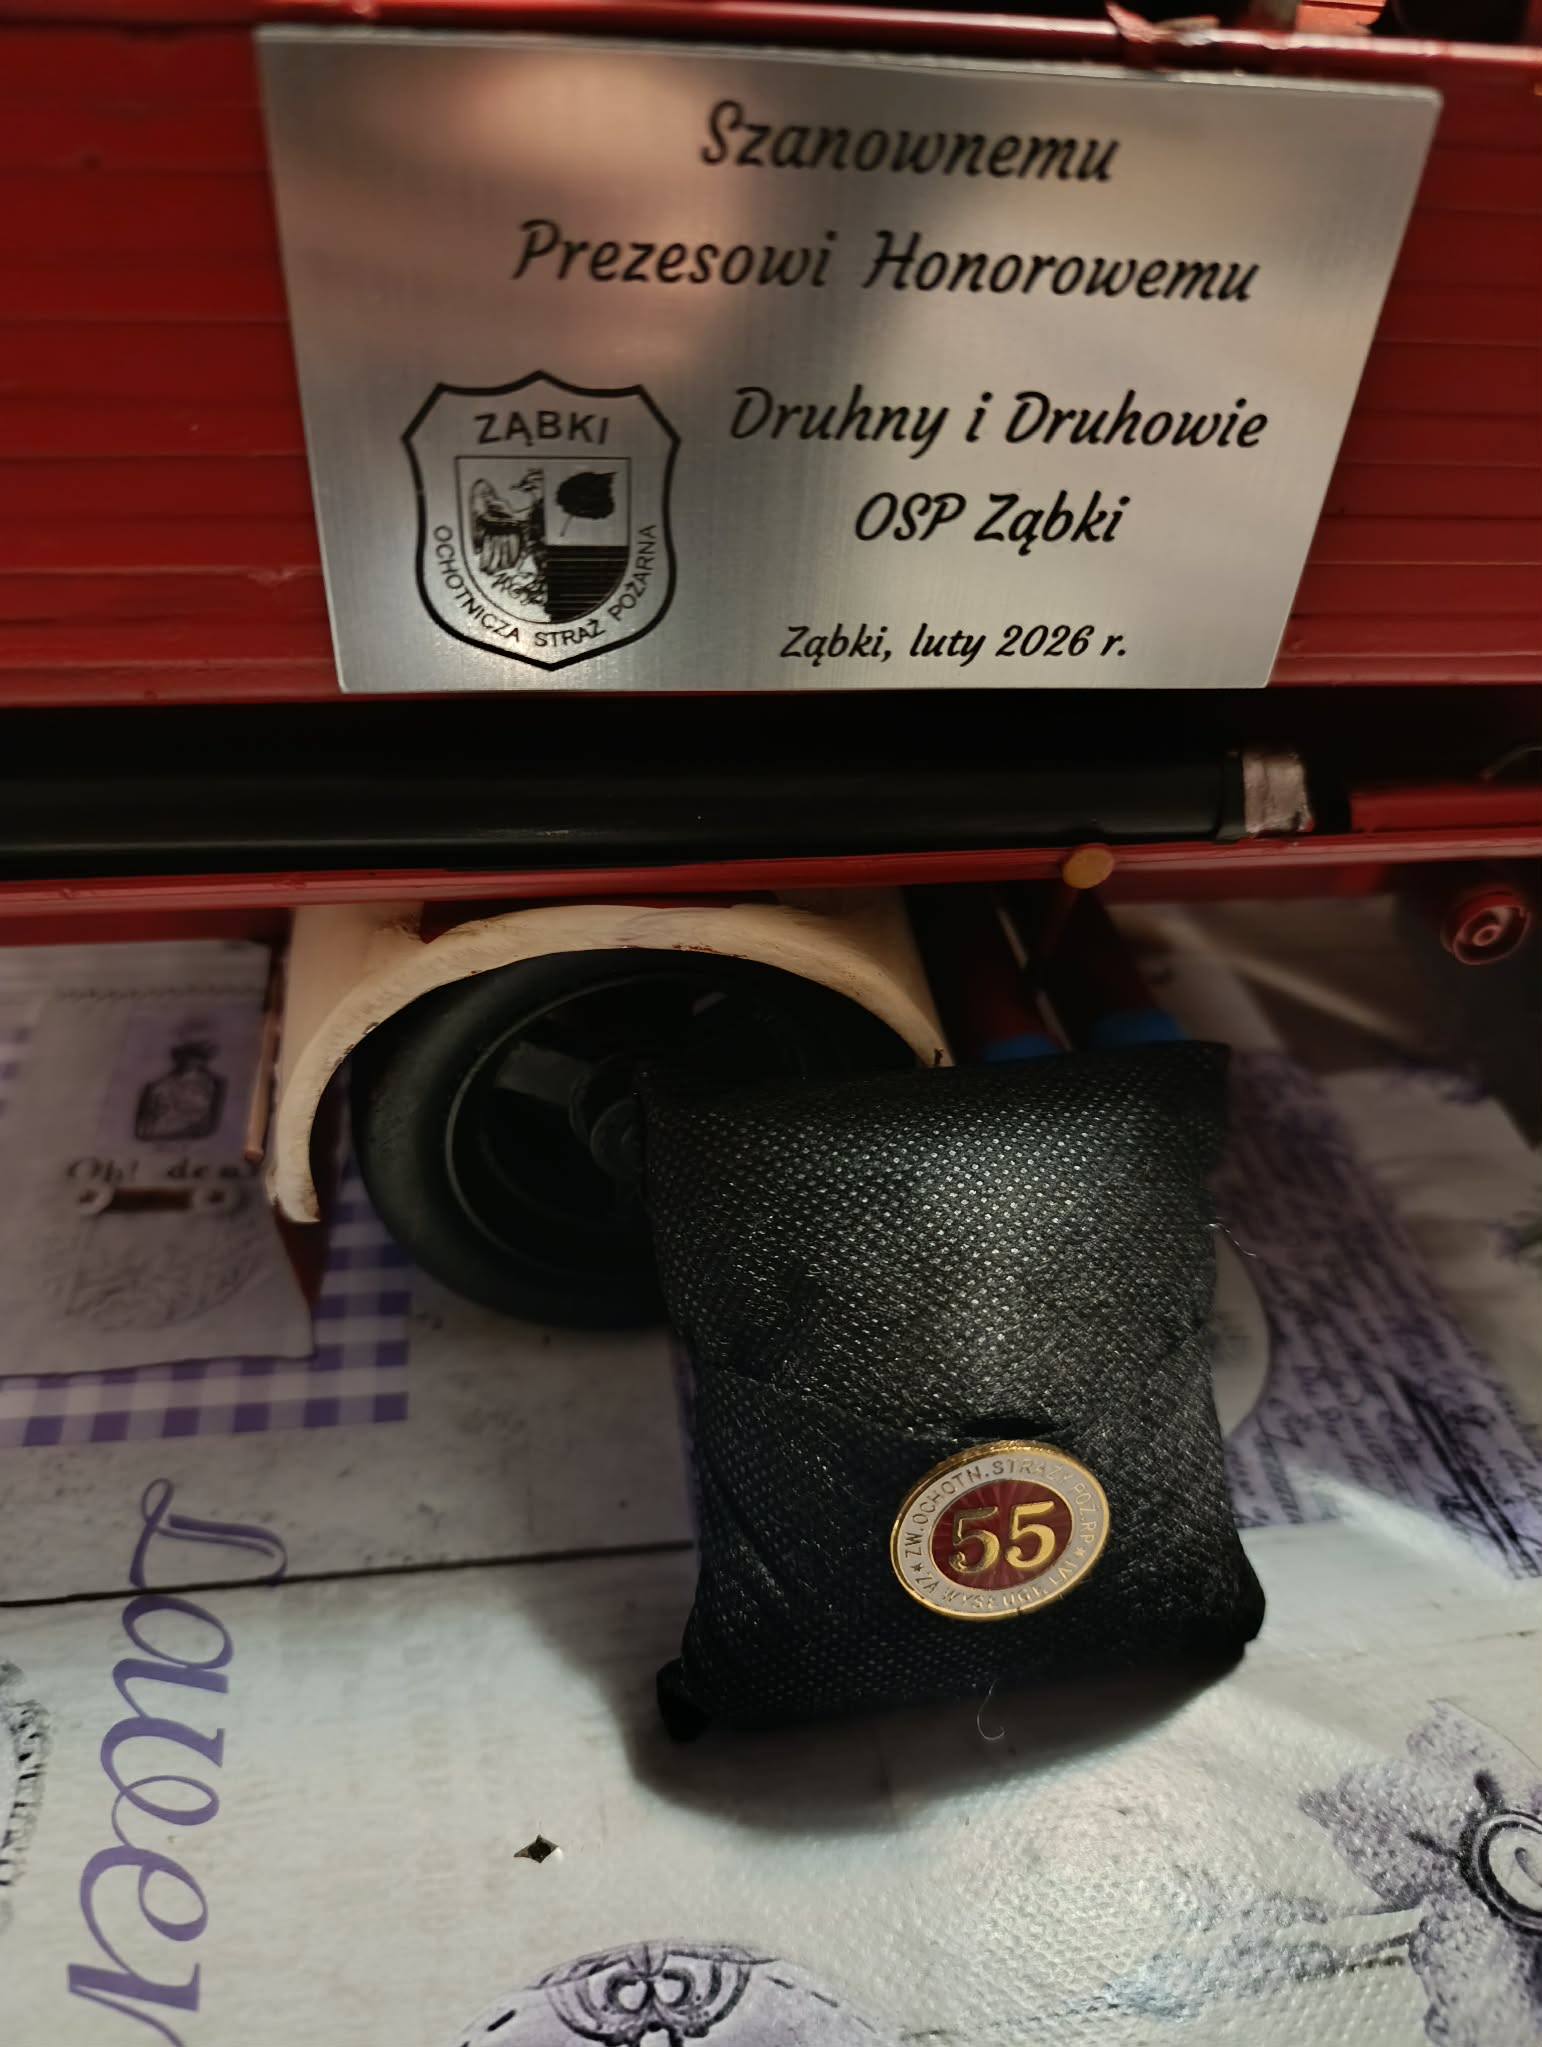 Szanownemu
Prezesowi Honorowemu
Druhny i Druhowie
OSP Ząbki
Ząbki, luty 2026 r.
ZĄBKI
OCHOTNICZA STRAŻ POŻARNA
Oh!
ZW. OCHOTN. STRAŻY POŻ. RP
55
ZA WYSŁUGĘ LAT